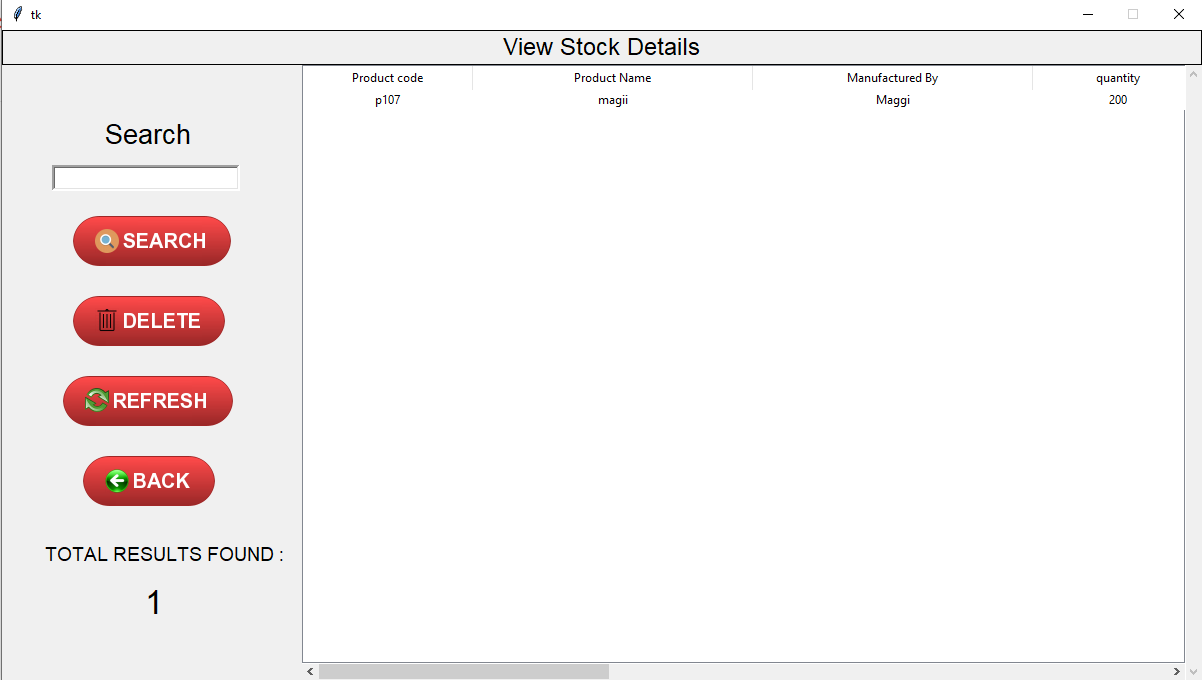 tk
View Stock Details
Product code Product Name Manufactured By quantity
p107 magii Maggi 200
Search
SEARCH
DELETE
REFRESH
BACK
TOTAL RESULTS FOUND :
1